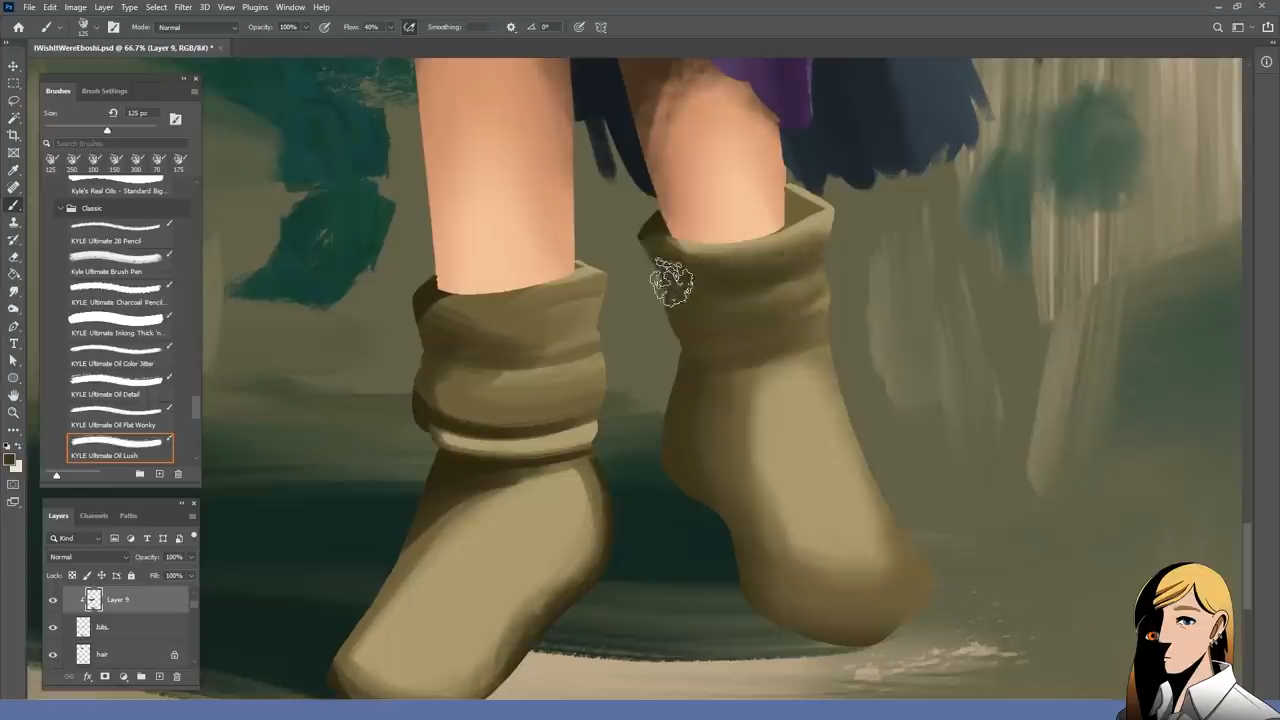 Ps File Edit Image Layer Type Select Filter 3D View Plugins Window Help
125 Mode: Normal Opacity: 100% Flow: 40% Smoothing: 0°
IWishItWereEboshi.psd @ 66.7% (Layer 9, RGB/8#) *
Brushes Brush Settings
Size: 125 px
Search Brushes
125 250 100 150 300 70 175
Kyle's Real Oils - Standard Big...
Classic
KYLE Ultimate 2B Pencil
Kyle Ultimate Brush Pen
KYLE Ultimate Charcoal Pencil...
KYLE Ultimate Inking Thick 'n...
KYLE Ultimate Oil Color Jitter
KYLE Ultimate Oil Detail
KYLE Ultimate Oil Flat Wonky
KYLE Ultimate Oil Lush
Layers Channels Paths
Kind
Normal Opacity: 100%
Lock: Fill: 100%
Layer 9
bits.
hair
fx